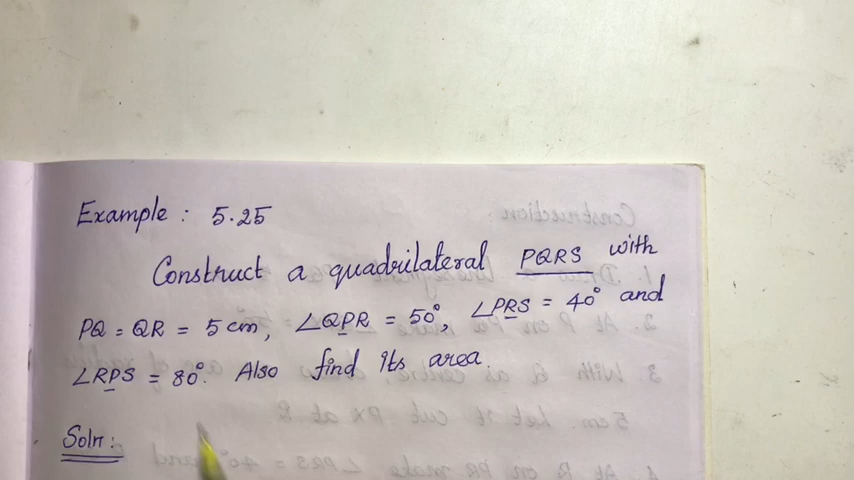 Example : 5.25
Construct a quadrilateral PQRS with
PQ = QR = 5 cm, ∠QPR = 50°, ∠PRS = 40° and
∠RPS = 80°. Also find its area.
Soln: